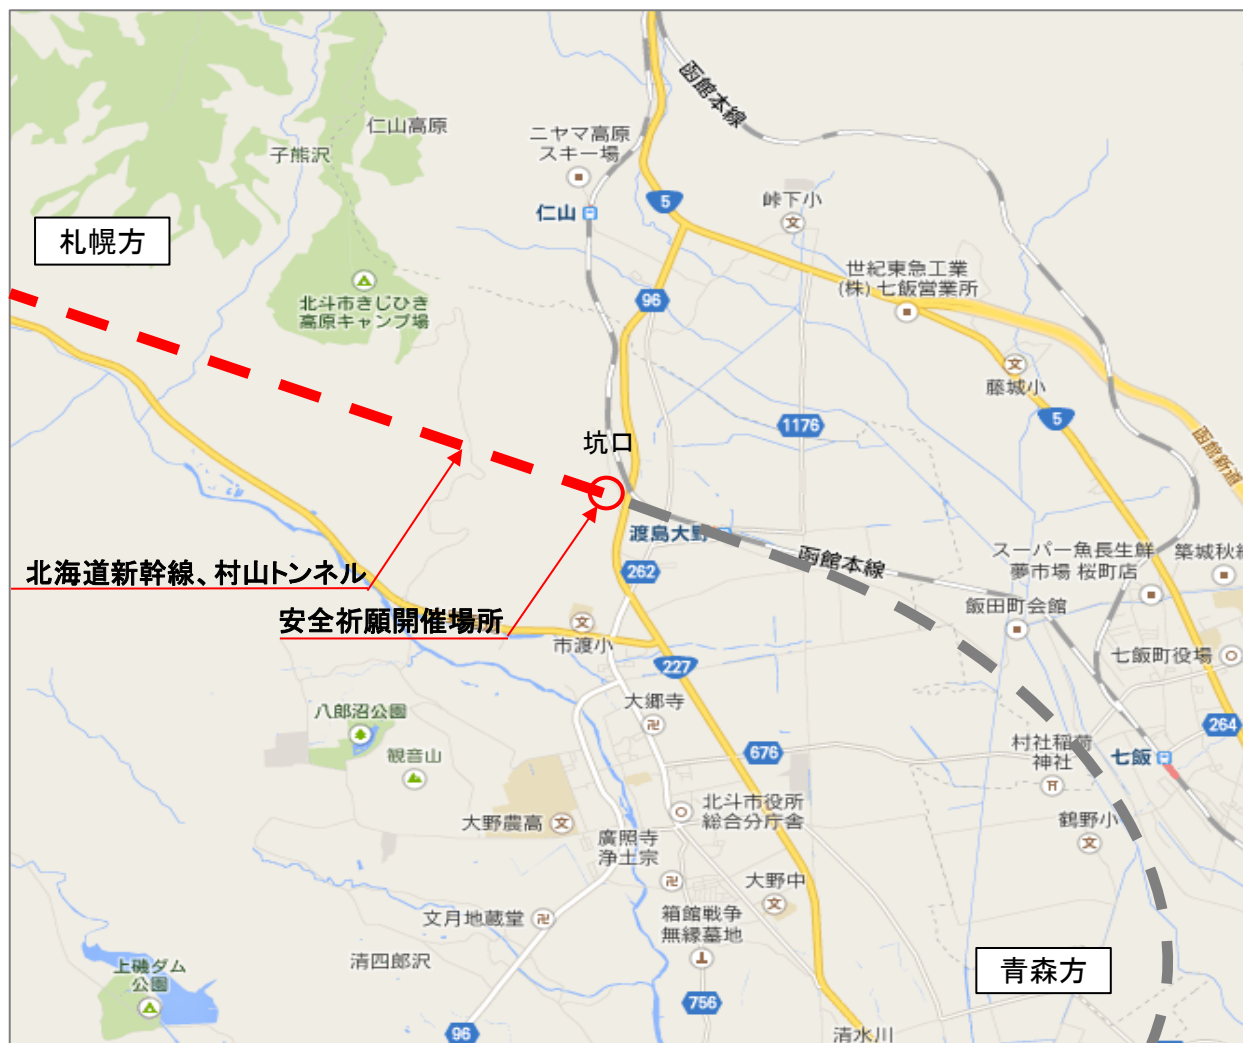 函館本線
仁山高原
ニヤマ高原
スキー場
子熊沢
仁山
5
峠下小
札幌方
世紀東急工業
(株) 七飯営業所
北斗市きじひき
高原キャンプ場
96
藤城小
5
1176
坑口
函館新道
渡島大野
函館本線
スーパー魚長生鮮
夢市場 桜町店
築城秋
北海道新幹線、村山トンネル
262
飯田町会館
安全祈願開催場所
市渡小
七飯町役場
227
大郷寺
八郎沼公園
264
676
村社稲荷
神社
観音山
七飯
北斗市役所
総合分庁舎
大野農高
鶴野小
廣照寺
浄土宗
大野中
文月地蔵堂
箱館戦争
無縁墓地
清四郎沢
上磯ダム
公園
青森方
756
96
清水川